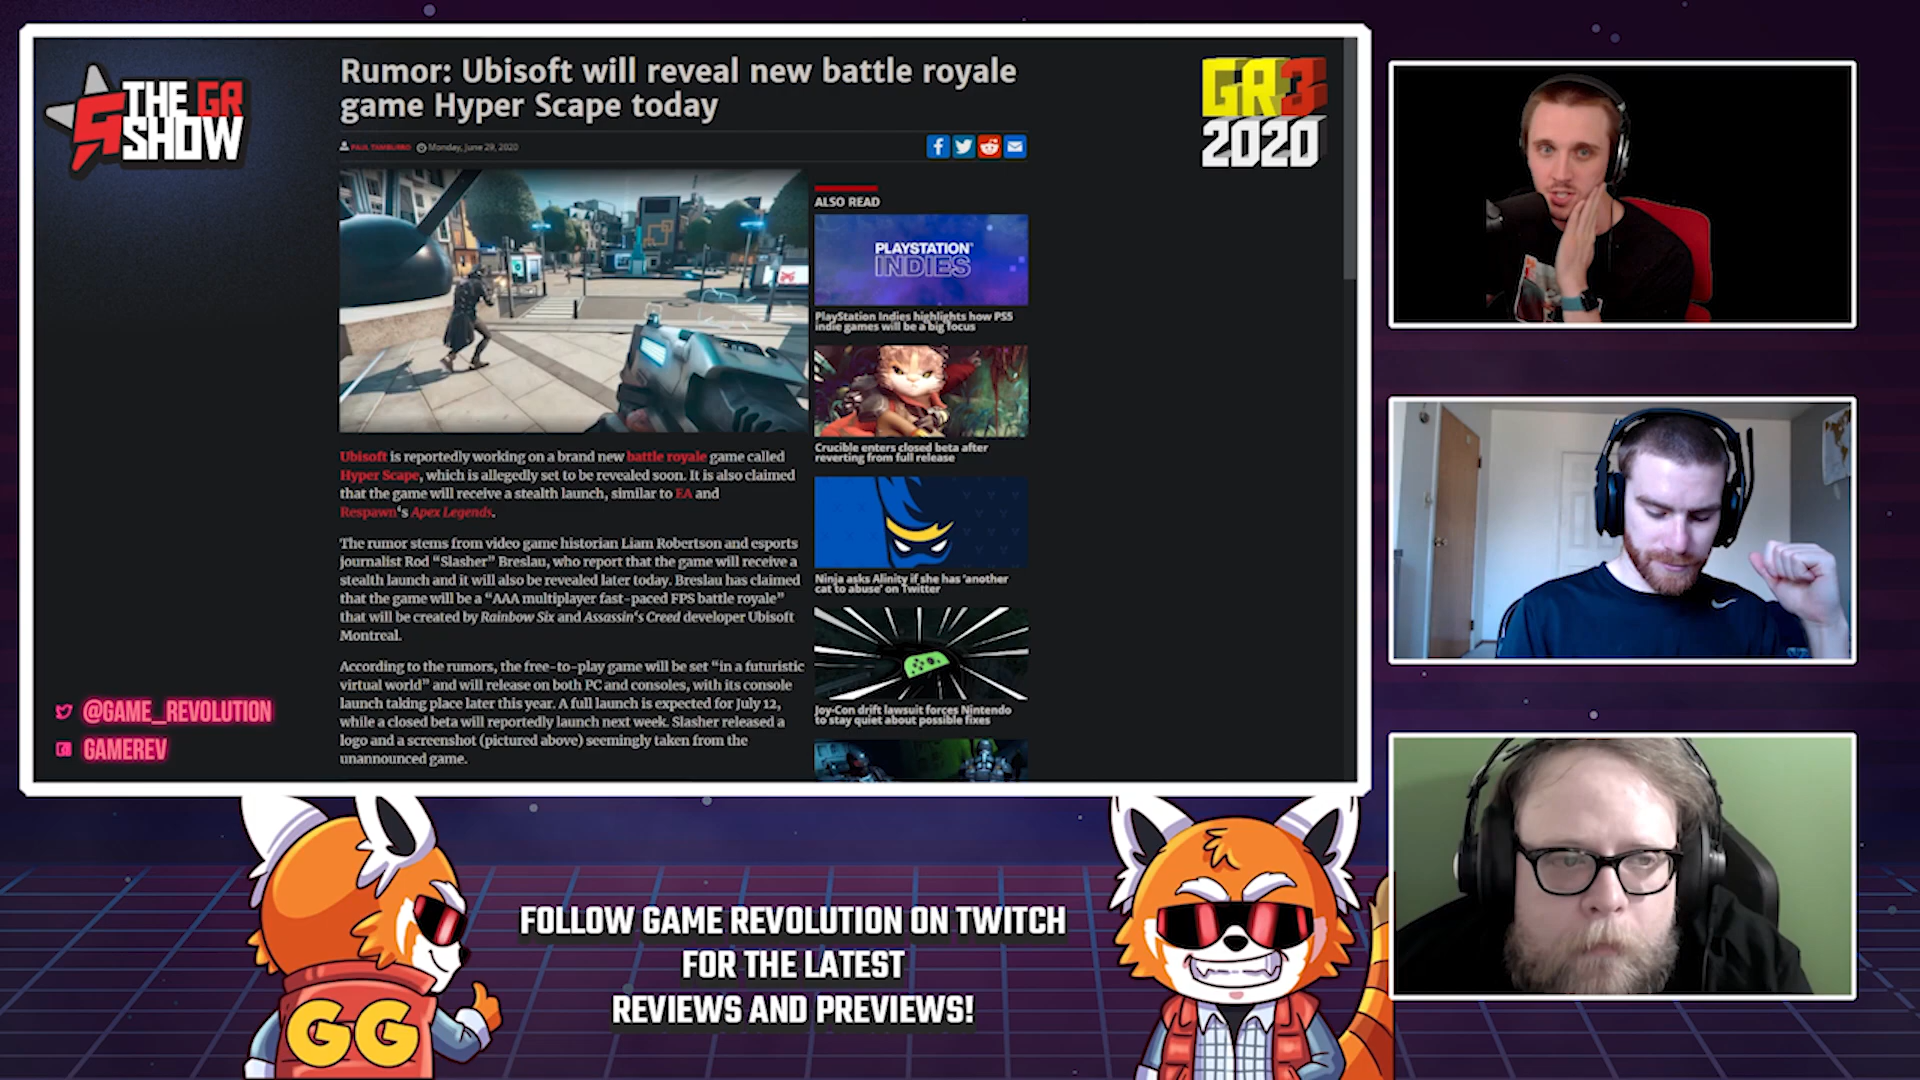 THE GR
SHOW
Rumor: Ubisoft will reveal new battle royale
game Hyper Scape today
PAUL TAMBURRO Monday, June 29, 2020
GR3
2020
ALSO READ
PLAYSTATION
INDIES
PlayStation Indies highlights how PS5
indie games will be a big focus
Crucible enters closed beta after
reverting from full release
Ninja asks Alinity if she has 'another
cat to abuse' on Twitter
Joy-Con drift lawsuit forces Nintendo
to stay quiet about possible fixes
Ubisoft is reportedly working on a brand new battle royale game called
Hyper Scape, which is allegedly set to be revealed soon. It is also claimed
that the game will receive a stealth launch, similar to EA and
Respawn‘s Apex Legends.
The rumor stems from video game historian Liam Robertson and esports
journalist Rod “Slasher” Breslau, who report that the game will receive a
stealth launch and it will also be revealed later today. Breslau has claimed
that the game will be a “AAA multiplayer fast-paced FPS battle royale”
that will be created by Rainbow Six and Assassin‘s Creed developer Ubisoft
Montreal.
According to the rumors, the free-to-play game will be set “in a futuristic
virtual world” and will release on both PC and consoles, with its console
launch taking place later this year. A full launch is expected for July 12,
while a closed beta will reportedly launch next week. Slasher released a
logo and a screenshot (pictured above) seemingly taken from the
unannounced game.
@GAME_REVOLUTION
GAMEREV
FOLLOW GAME REVOLUTION ON TWITCH
FOR THE LATEST
REVIEWS AND PREVIEWS!
GG